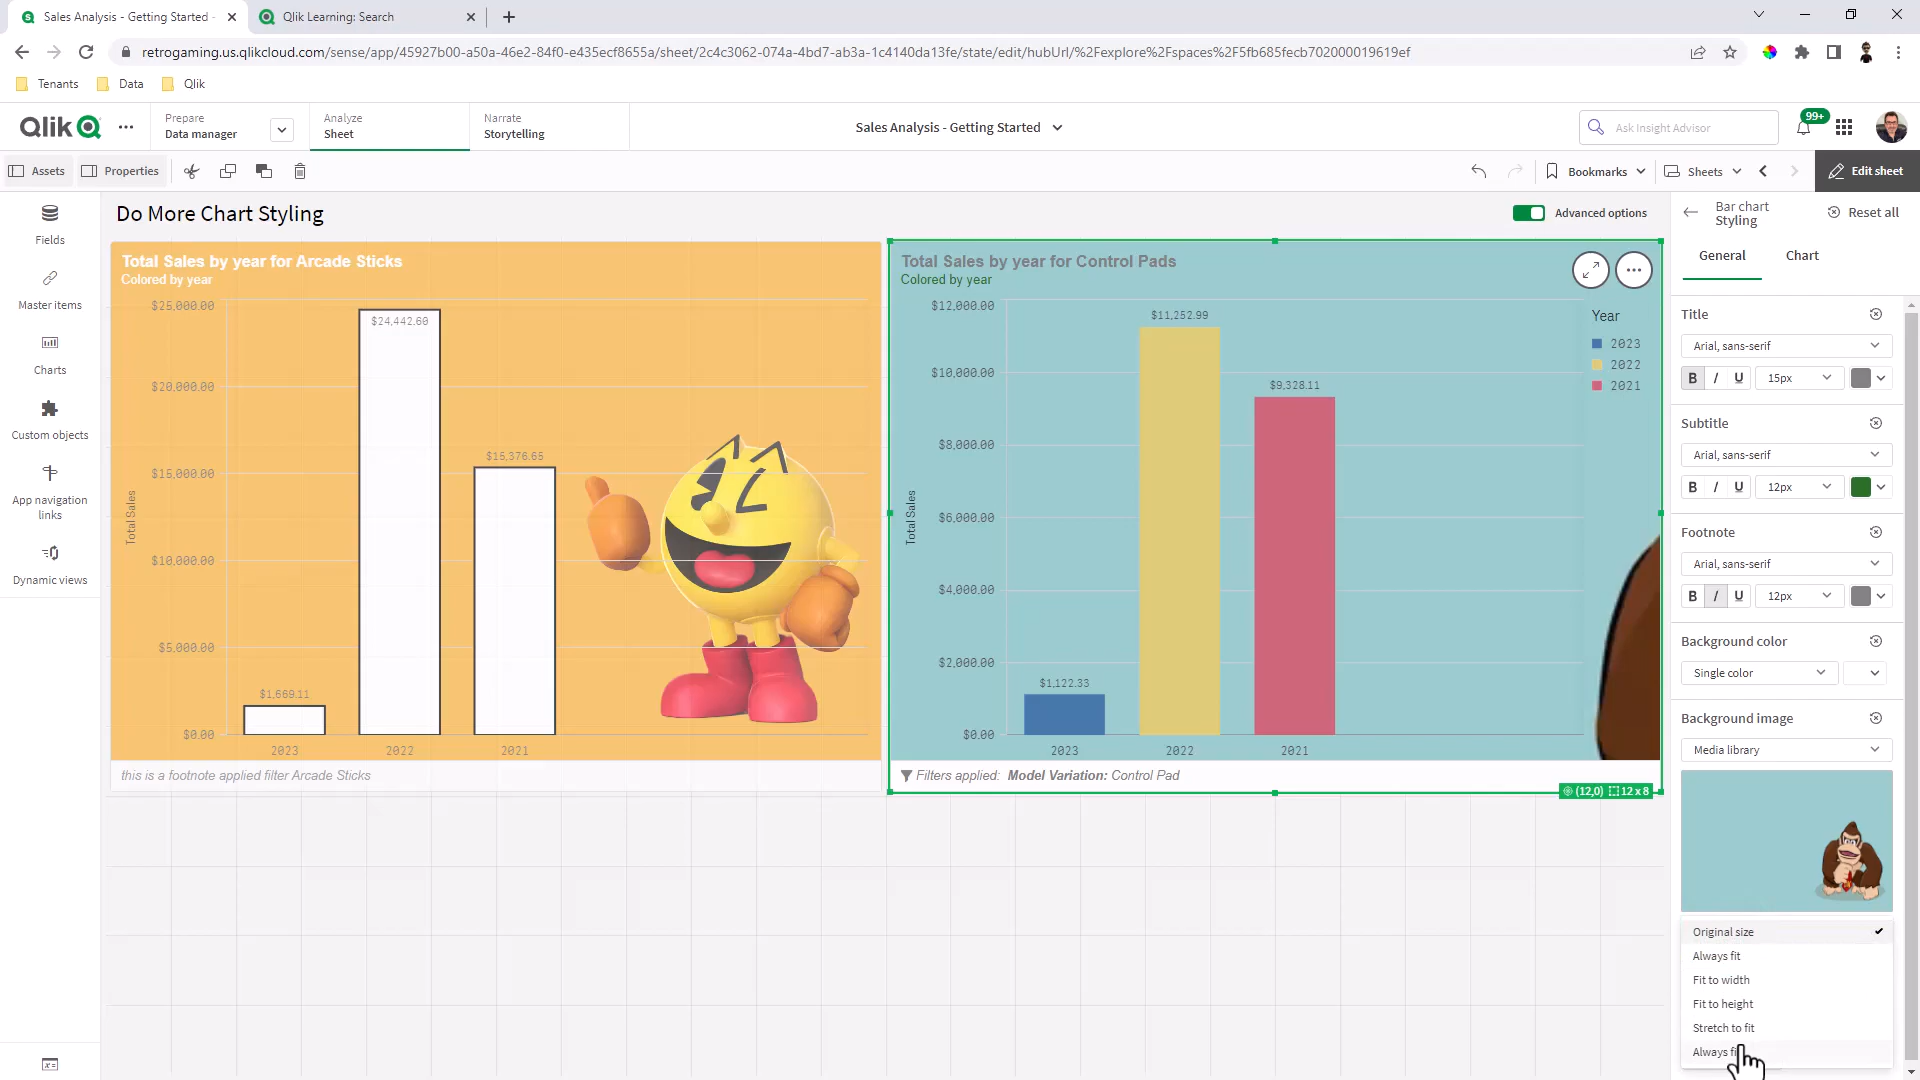 Sales Analysis - Getting Started -
Qlik Learning: Search
retrogaming.us.qlikcloud.com/sense/app/45927b00-a50a-46e2-84f0-e435ecf8655a/sheet/2c4c3062-074a-4bd7-ab3a-1c4140da13fe/state/edit/hubUrl/%2Fexplore%2Fspaces%2F5fb685fecb702000019619ef
Tenants
Data
Qlik
Qlik
Prepare
Data manager
Analyze
Sheet
Narrate
Storytelling
Sales Analysis - Getting Started
Ask Insight Advisor
99+
Assets
Properties
Bookmarks
Sheets
Edit sheet
Fields
Master items
Charts
Custom objects
App navigation
links
Dynamic views
Do More Chart Styling
Advanced options
Total Sales by year for Arcade Sticks
Colored by year
$25,000.00
$20,000.00
$15,000.00
$10,000.00
$5,000.00
$0.00
Total Sales
$1,669.11
$24,442.60
$15,376.65
2023
2022
2021
this is a footnote applied filter Arcade Sticks
Total Sales by year for Control Pads
Colored by year
$12,000.00
$10,000.00
$8,000.00
$6,000.00
$4,000.00
$2,000.00
$0.00
Total Sales
$1,122.33
$11,252.99
$9,328.11
2023
2022
2021
Year
2023
2022
2021
Filters applied: Model Variation: Control Pad
(12,0) 12 x 8
Bar chart
Styling
Reset all
General
Chart
Title
Arial, sans-serif
B I U 15px
Subtitle
Arial, sans-serif
B I U 12px
Footnote
Arial, sans-serif
B I U 12px
Background color
Single color
Background image
Media library
Original size
Always fit
Fit to width
Fit to height
Stretch to fit
Always